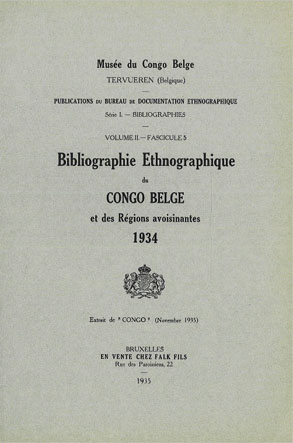 Musée du Congo Belge
TERVUEREN (Belgique)
PUBLICATIONS DU BUREAU DE DOCUMENTATION ETHNOGRAPHIQUE
Série I. — BIBLIOGRAPHIES
VOLUME II. — FASCICULE 5
Bibliographie Ethnographique
du
CONGO BELGE
et des Régions avoisinantes
1934
Extrait de "CONGO" (Novembre 1935)
BRUXELLES
EN VENTE CHEZ FALK FILS
Rue des Paroissiens, 22
1935